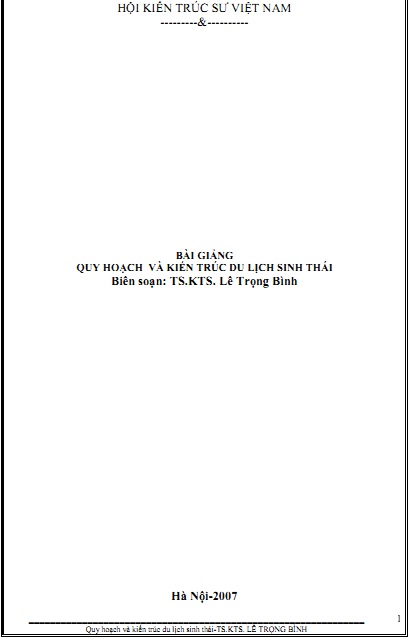 HỘI KIẾN TRÚC SƯ VIỆT NAM
---------&----------
BÀI GIẢNG
QUY HOẠCH VÀ KIẾN TRÚC DU LỊCH SINH THÁI
Biên soạn: TS.KTS. Lê Trọng Bình
Hà Nội-2007
1
Quy hoạch và kiến trúc du lịch sinh thái-TS.KTS. LÊ TRỌNG BÌNH